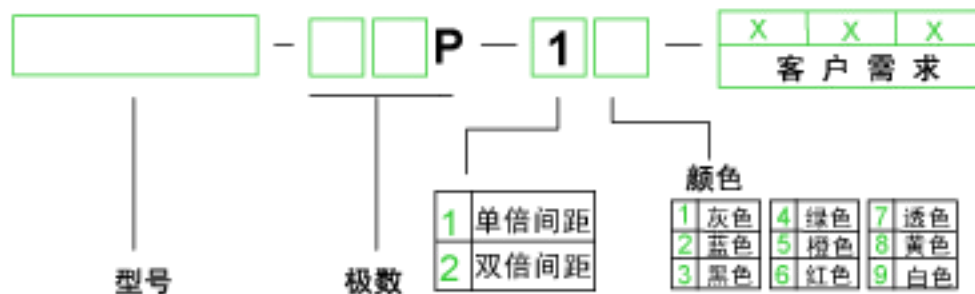 - P - 1 - X X X
客户需求
颜色
1 单倍间距
2 双倍间距
1 灰色 4 绿色 7 透色
2 蓝色 5 橙色 8 黄色
3 黑色 6 红色 9 白色
型号 极数